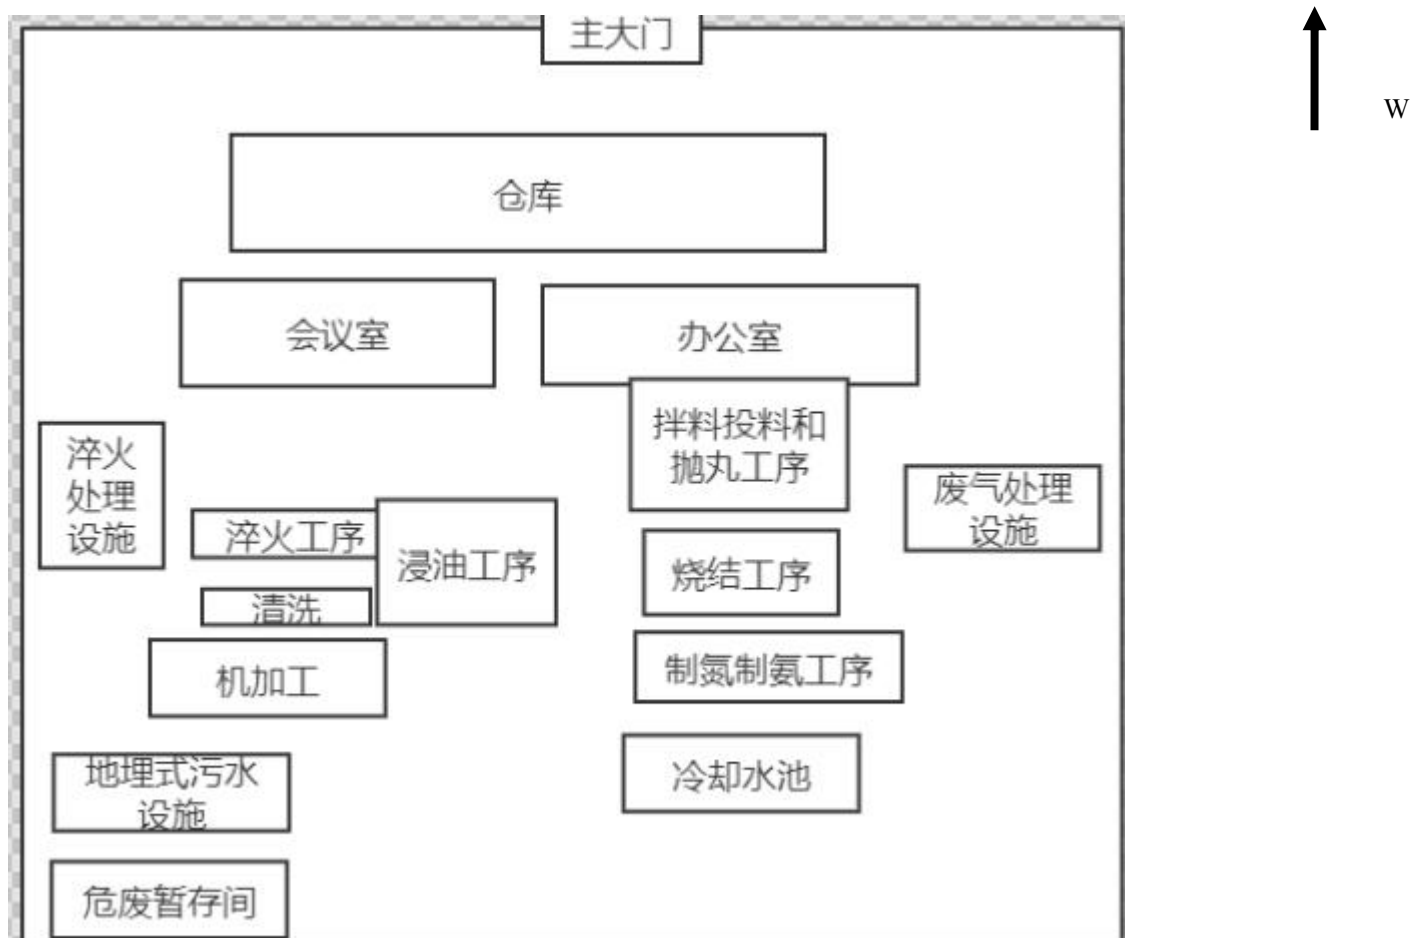 主大门
W
仓库
会议室
办公室
拌料投料和
抛丸工序
淬火
处理
设施
废气处理
设施
淬火工序
浸油工序
烧结工序
清洗
机加工
制氮制氨工序
地埋式污水
设施
冷却水池
危废暂存间